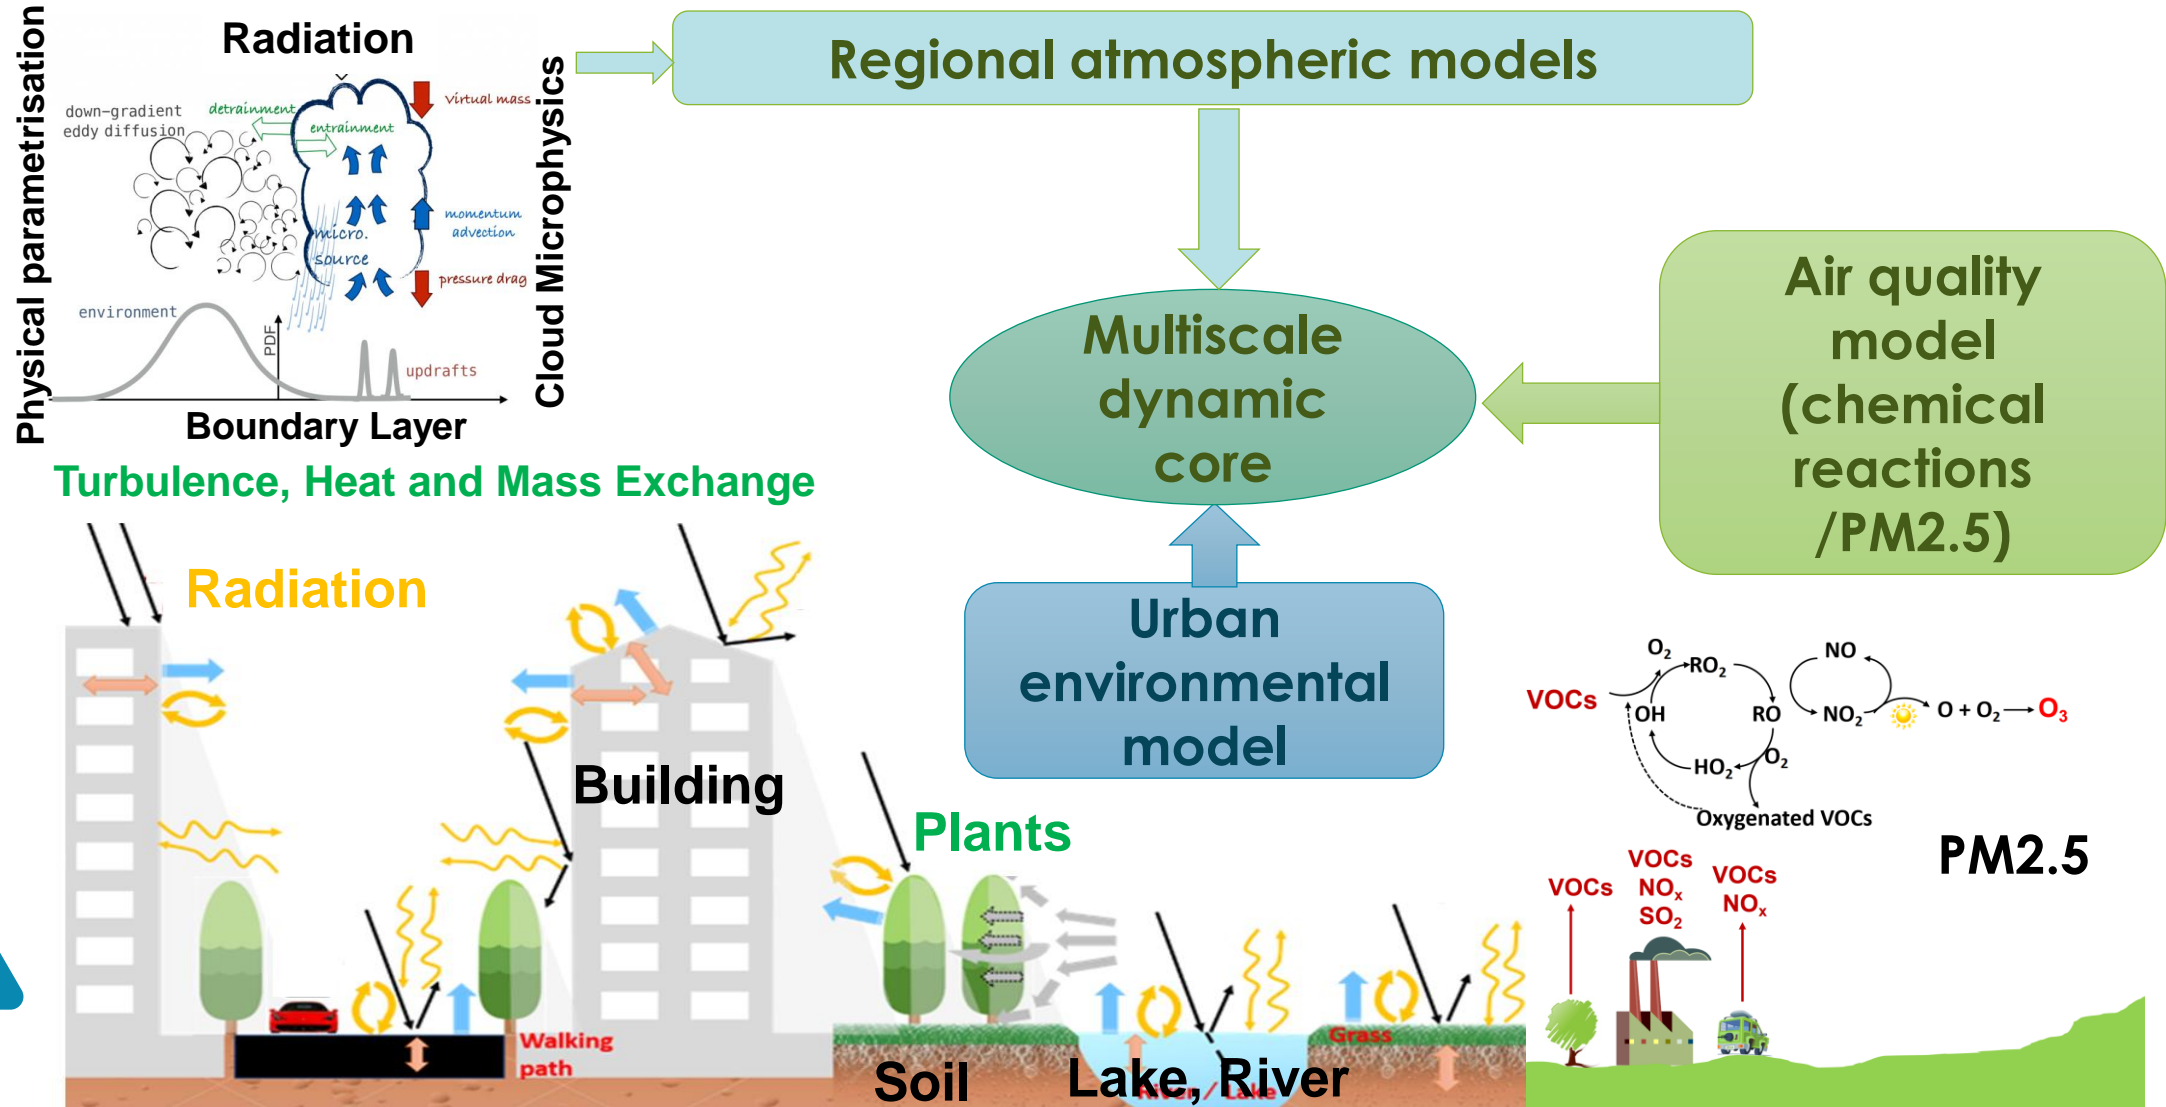 Physical parametrisation
Radiation
down-gradient
eddy diffusion
detrainment
entrainment
virtual mass
momentum
advection
micro.
source
pressure drag
environment
PDF
updrafts
Cloud Microphysics
Boundary Layer
Regional atmospheric models
Multiscale
dynamic
core
Air quality
model
(chemical
reactions
/PM2.5)
Urban
environmental
model
Turbulence, Heat and Mass Exchange
Radiation
Building
Plants
Walking
path
Soil
Lake, River
River / Lake
Grass
VOCs
O₂
RO₂
OH
RO
HO₂
O₂
Oxygenated VOCs
NO
NO₂
O + O₂
O₃
PM2.5
VOCs
VOCs
NOₓ
SO₂
VOCs
NOₓ